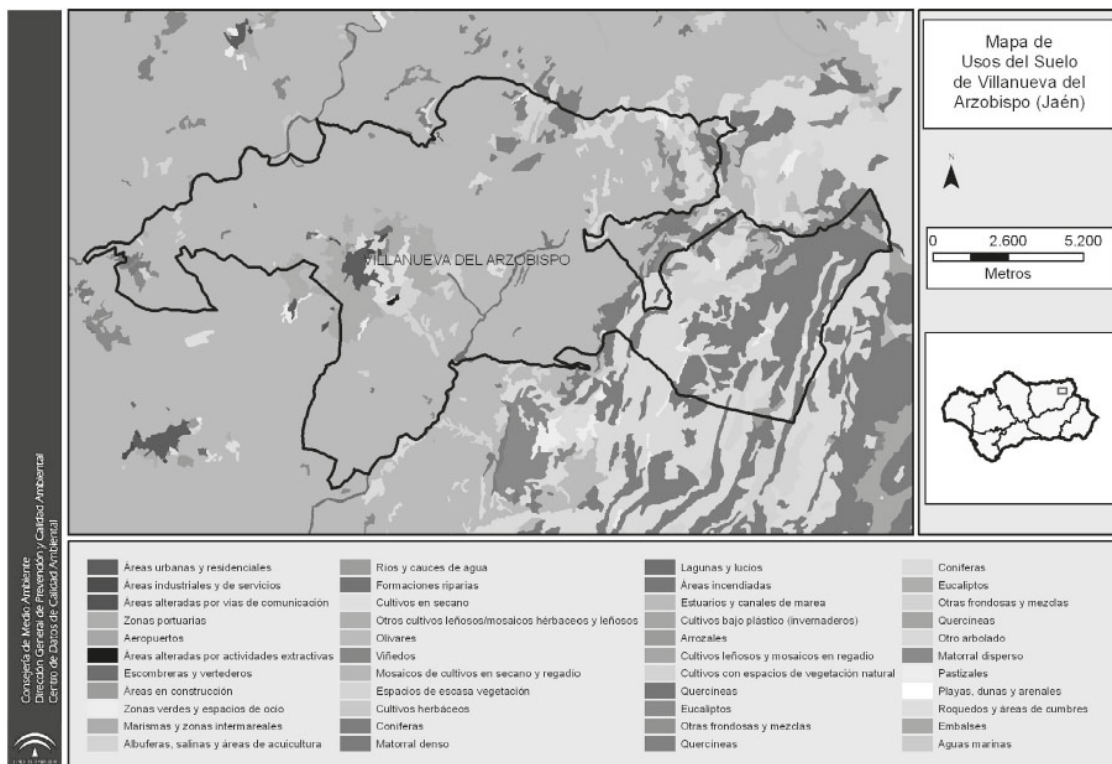 Mapa de
Usos del Suelo
de Villanueva del
Arzobispo (Jaén)
N
0 2.600 5.200
Metros
VILLANUEVA DEL ARZOBISPO
Consejería de Medio Ambiente
Dirección General de Prevención y Calidad Ambiental
Centro de Datos de Calidad Ambiental
Áreas urbanas y residenciales
Áreas industriales y de servicios
Áreas alteradas por vías de comunicación
Zonas portuarias
Aeropuertos
Áreas alteradas por actividades extractivas
Escombreras y vertederos
Áreas en construcción
Zonas verdes y espacios de ocio
Marismas y zonas intermareales
Albuferas, salinas y áreas de acuicultura
Ríos y cauces de agua
Formaciones riparias
Cultivos en secano
Otros cultivos leñosos/mosaicos hérbaceos y leñosos
Olivares
Viñedos
Mosaicos de cultivos en secano y regadío
Espacios de escasa vegetación
Cultivos herbáceos
Coníferas
Matorral denso
Lagunas y lucios
Áreas incendiadas
Estuarios y canales de marea
Cultivos bajo plástico (invernaderos)
Arrozales
Cultivos leñosos y mosaicos en regadio
Cultivos con espacios de vegetación natural
Quercíneas
Eucaliptos
Otras frondosas y mezclas
Quercíneas
Coníferas
Eucaliptos
Otras frondosas y mezclas
Quercíneas
Otro arbolado
Matorral disperso
Pastizales
Playas, dunas y arenales
Roquedos y áreas de cumbres
Embalses
Aguas marinas